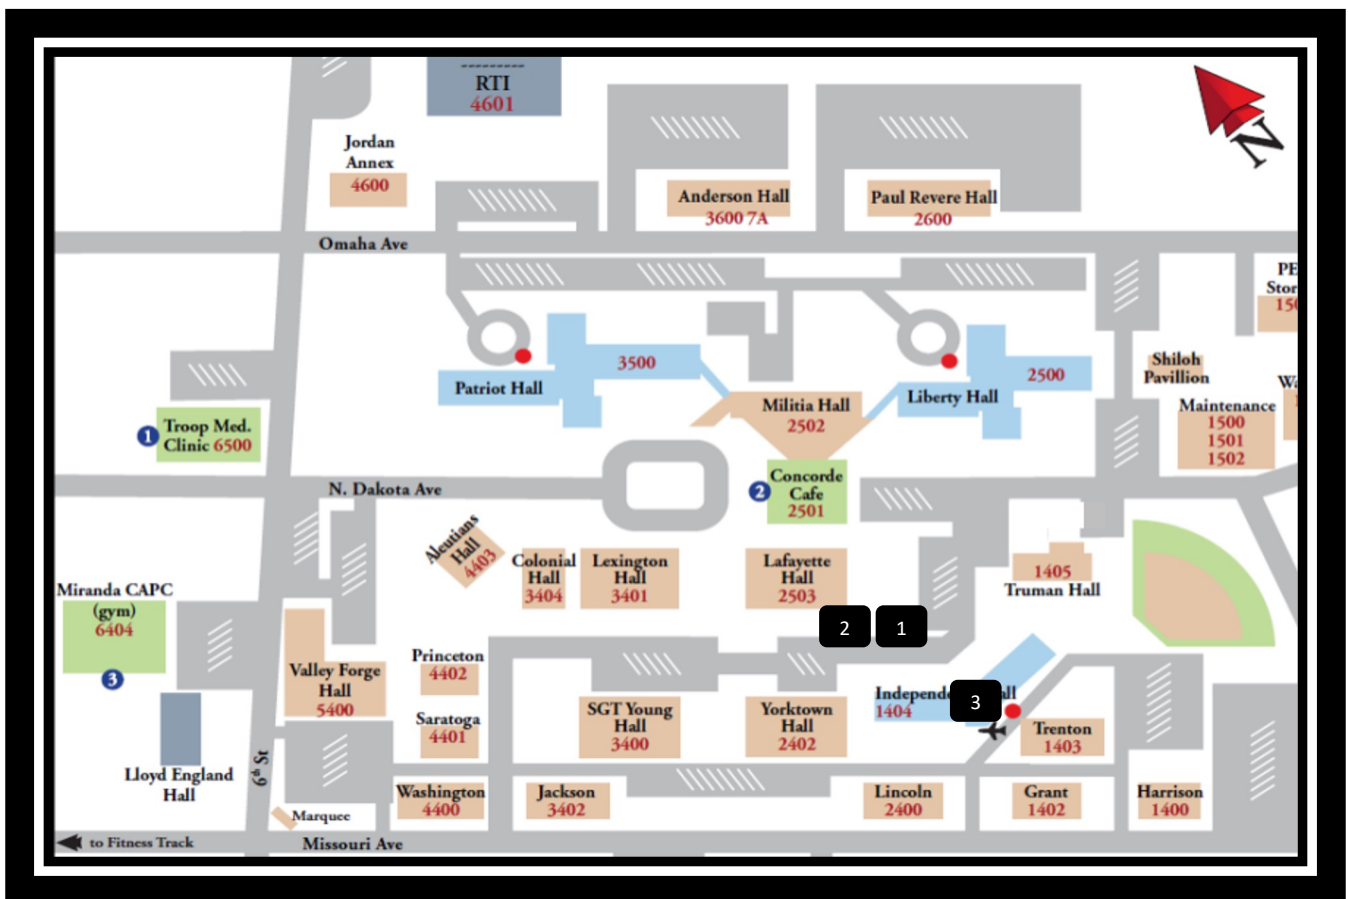 RTI
4601
Jordan
Annex
4600
Anderson Hall
3600 7A
Paul Revere Hall
2600
N
Omaha Ave
PE
Stor
150
3500
Patriot Hall
Militia Hall
2502
Liberty Hall
2500
Shiloh
Pavillion
Wa
1
Maintenance
1500
1501
1502
1
Troop Med.
Clinic 6500
N. Dakota Ave
2
Concorde
Cafe
2501
Aleutians
Hall
4403
Colonial
Hall
3404
Lexington
Hall
3401
Lafayette
Hall
2503
1405
Truman Hall
Miranda CAPC
(gym)
6404
3
2
1
Valley Forge
Hall
5400
Princeton
4402
Saratoga
4401
SGT Young
Hall
3400
Yorktown
Hall
2402
Independe all
1404
3
Trenton
1403
Lloyd England
Hall
6th St
Washington
4400
Jackson
3402
Lincoln
2400
Grant
1402
Harrison
1400
Marquee
to Fitness Track
Missouri Ave